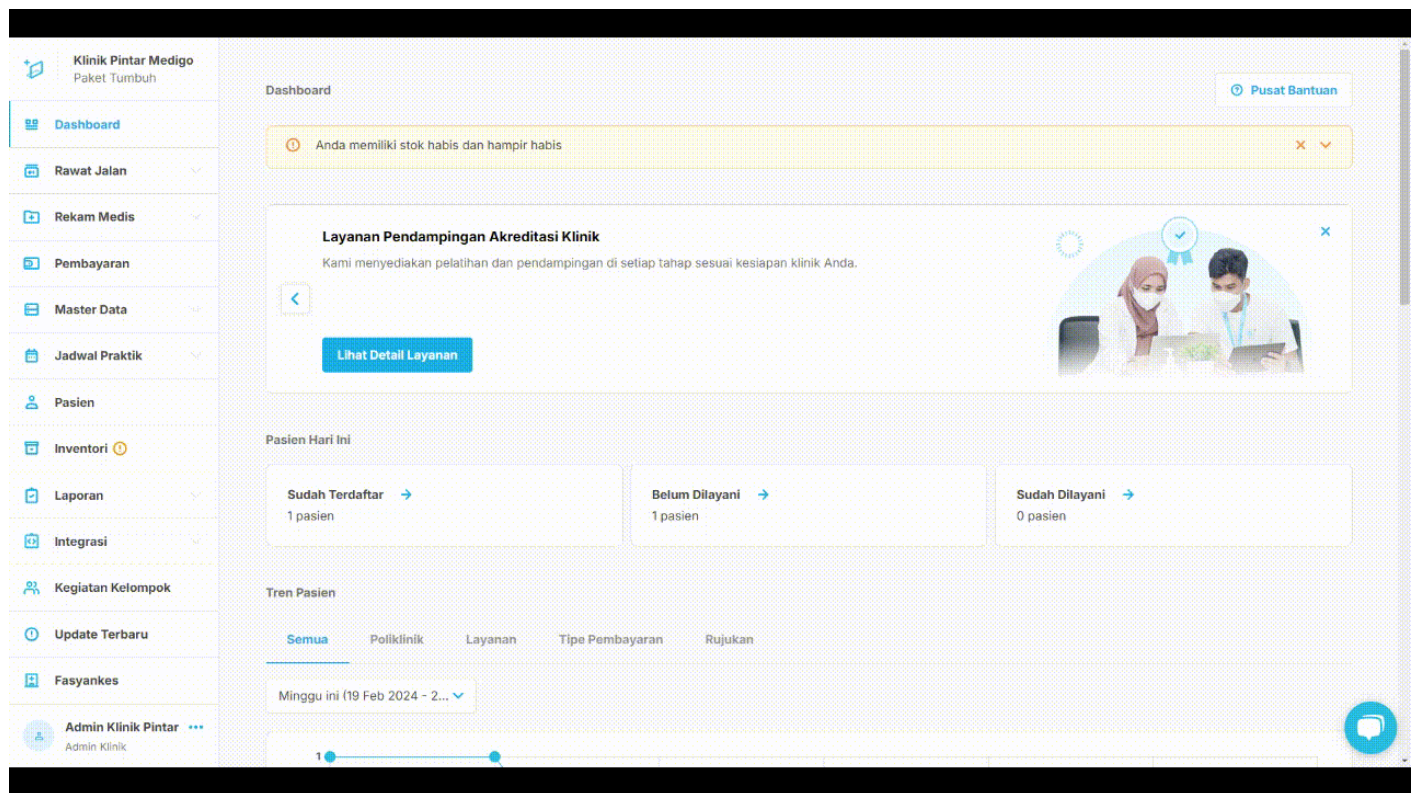 Klinik Pintar Medigo
Paket Tumbuh
Dashboard
Rawat Jalan
Rekam Medis
Pembayaran
Master Data
Jadwal Praktik
Pasien
Inventori
Laporan
Integrasi
Kegiatan Kelompok
Update Terbaru
Fasyankes
Admin Klinik Pintar
Admin Klinik
Dashboard
Pusat Bantuan
Anda memiliki stok habis dan hampir habis
Layanan Pendampingan Akreditasi Klinik
Kami menyediakan pelatihan dan pendampingan di setiap tahap sesuai kesiapan klinik Anda.
Lihat Detail Layanan
Pasien Hari Ini
Sudah Terdaftar
1 pasien
Belum Dilayani
1 pasien
Sudah Dilayani
0 pasien
Tren Pasien
Semua Poliklinik Layanan Tipe Pembayaran Rujukan
Minggu ini (19 Feb 2024 - 2...
1